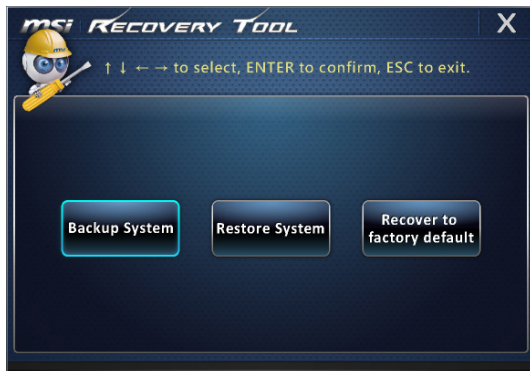 msi RECOVERY TOOL X
↑ ↓ ← → to select, ENTER to confirm, ESC to exit.
Backup System
Restore System
Recover to
factory default